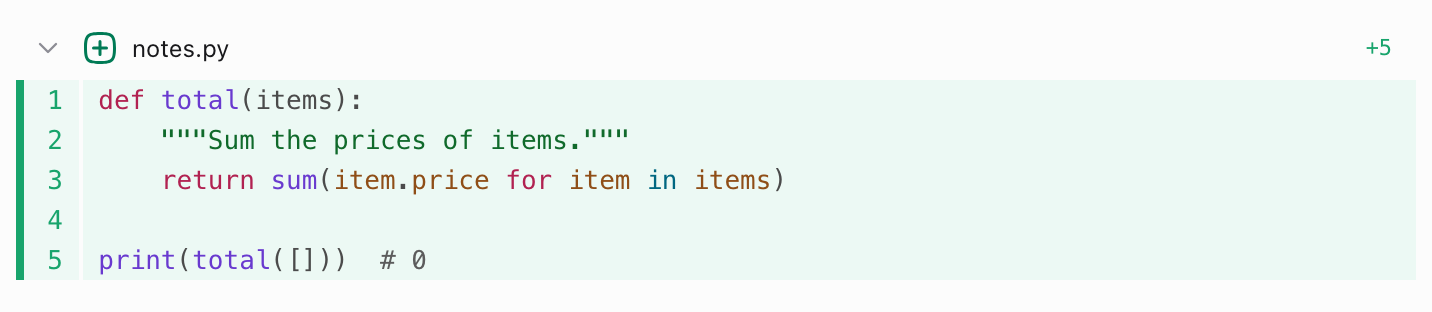 notes.py +5
1 def total(items):
2     """Sum the prices of items."""
3     return sum(item.price for item in items)
4
5 print(total([]))  # 0